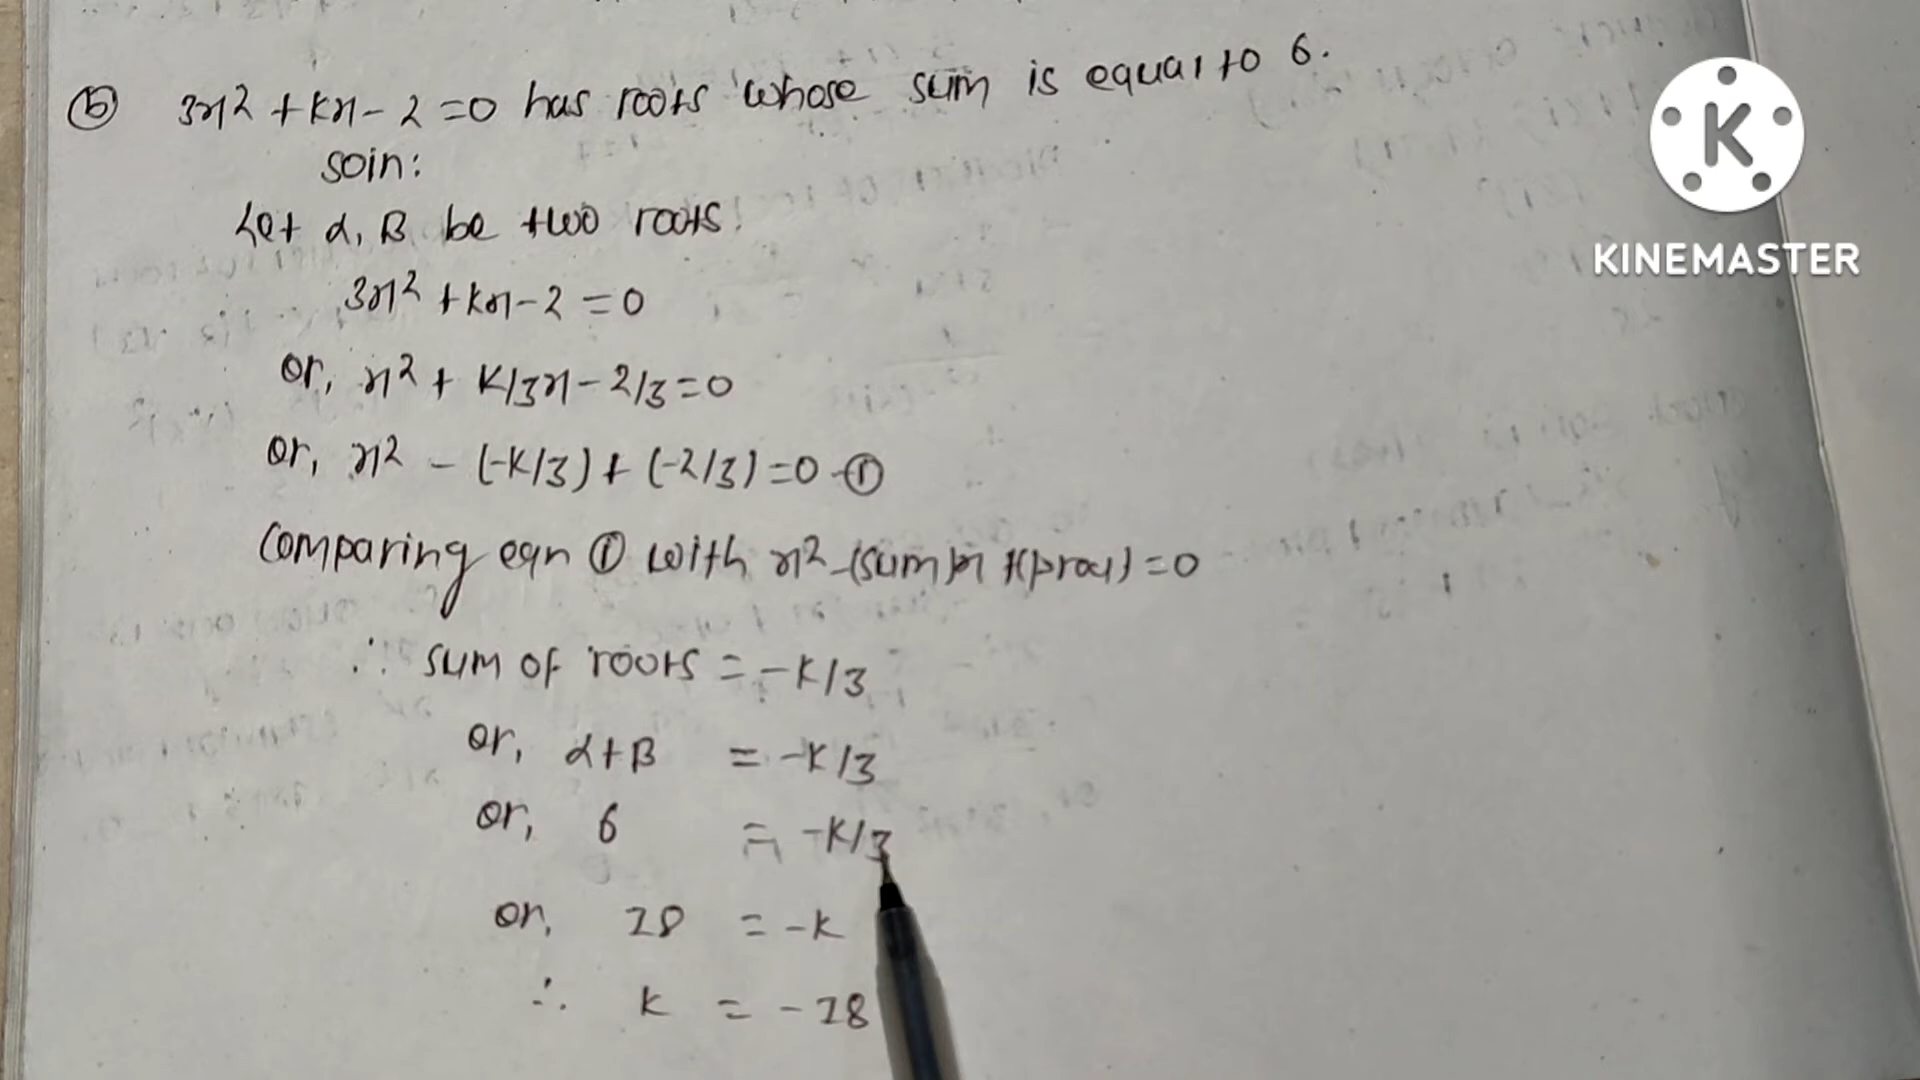 ⓑ 3x² + kx - 2 = 0 has roots whose sum is equal to 6.
soln:
Let α, β be two roots.
3x² + kx - 2 = 0
or, x² + k/3x - 2/3 = 0
or, x² - (-k/3) + (-2/3) = 0 - ①
Comparing eqn ① with x² - (sum)x + (prod) = 0
∴ sum of roots = -k/3
or, α+β = -k/3
or, 6 = -k/3
or, 18 = -k
∴ k = -18
K
KINEMASTER